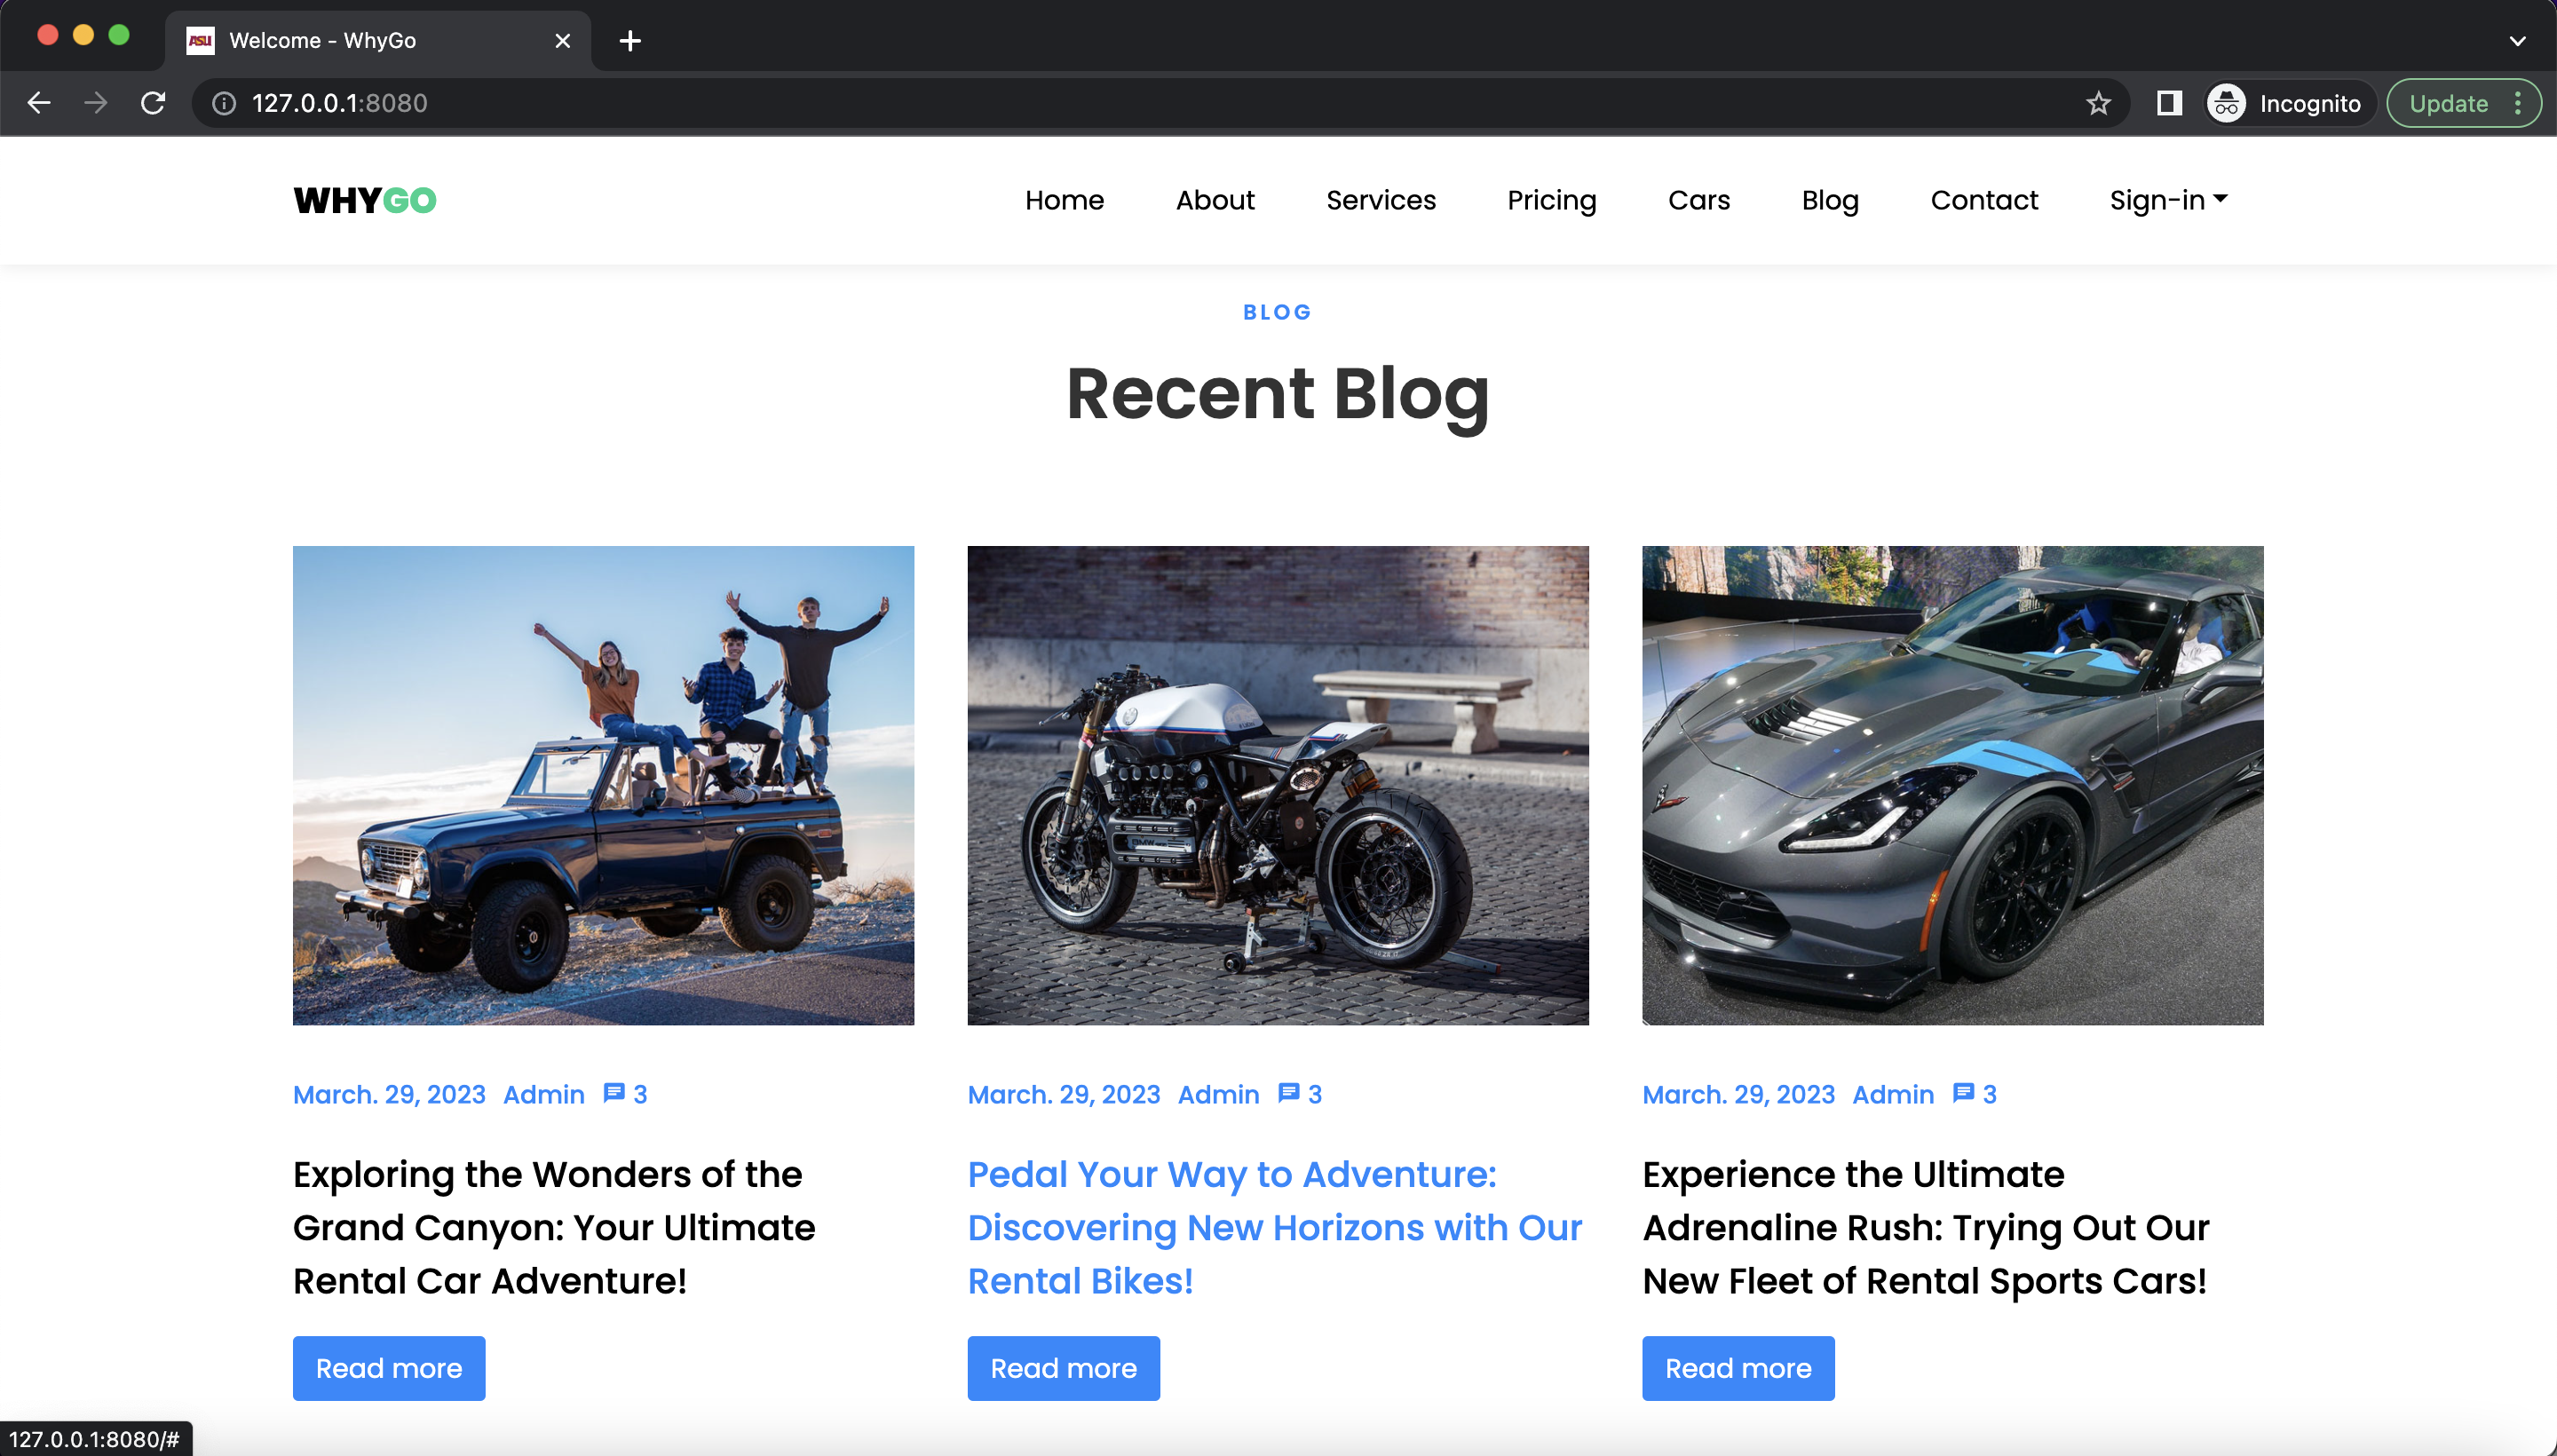 ASU Welcome - WhyGo
127.0.0.1:8080
Incognito
Update
WHYGO
Home About Services Pricing Cars Blog Contact Sign-in
BLOG
Recent Blog
March. 29, 2023 Admin 3
Exploring the Wonders of the
Grand Canyon: Your Ultimate
Rental Car Adventure!
Read more
March. 29, 2023 Admin 3
Pedal Your Way to Adventure:
Discovering New Horizons with Our
Rental Bikes!
Read more
March. 29, 2023 Admin 3
Experience the Ultimate
Adrenaline Rush: Trying Out Our
New Fleet of Rental Sports Cars!
Read more
127.0.0.1:8080/#